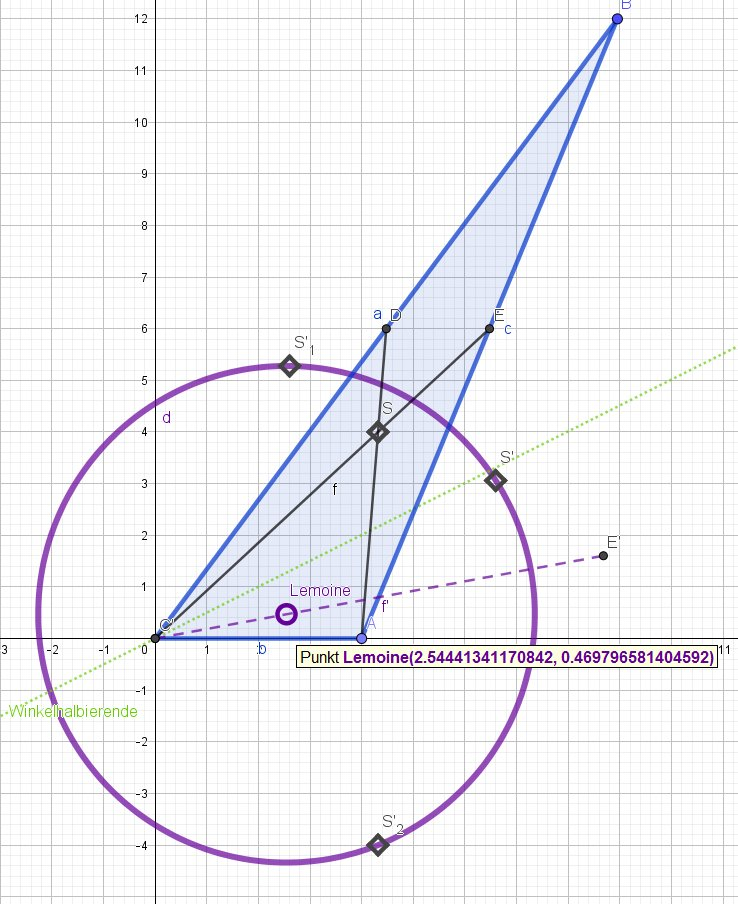 12
B
11
10
9
8
7
a D
E
6
c
S'1
5
d
S
4
S'
3
f
2
E'
1
Lemoine
f'
C
A
3 -2 -1 0 1 11
Punkt Lemoine(2.54441341170842, 0.469796581404592)
-1
Winkelhalbierende
-2
-3
S'2
-4